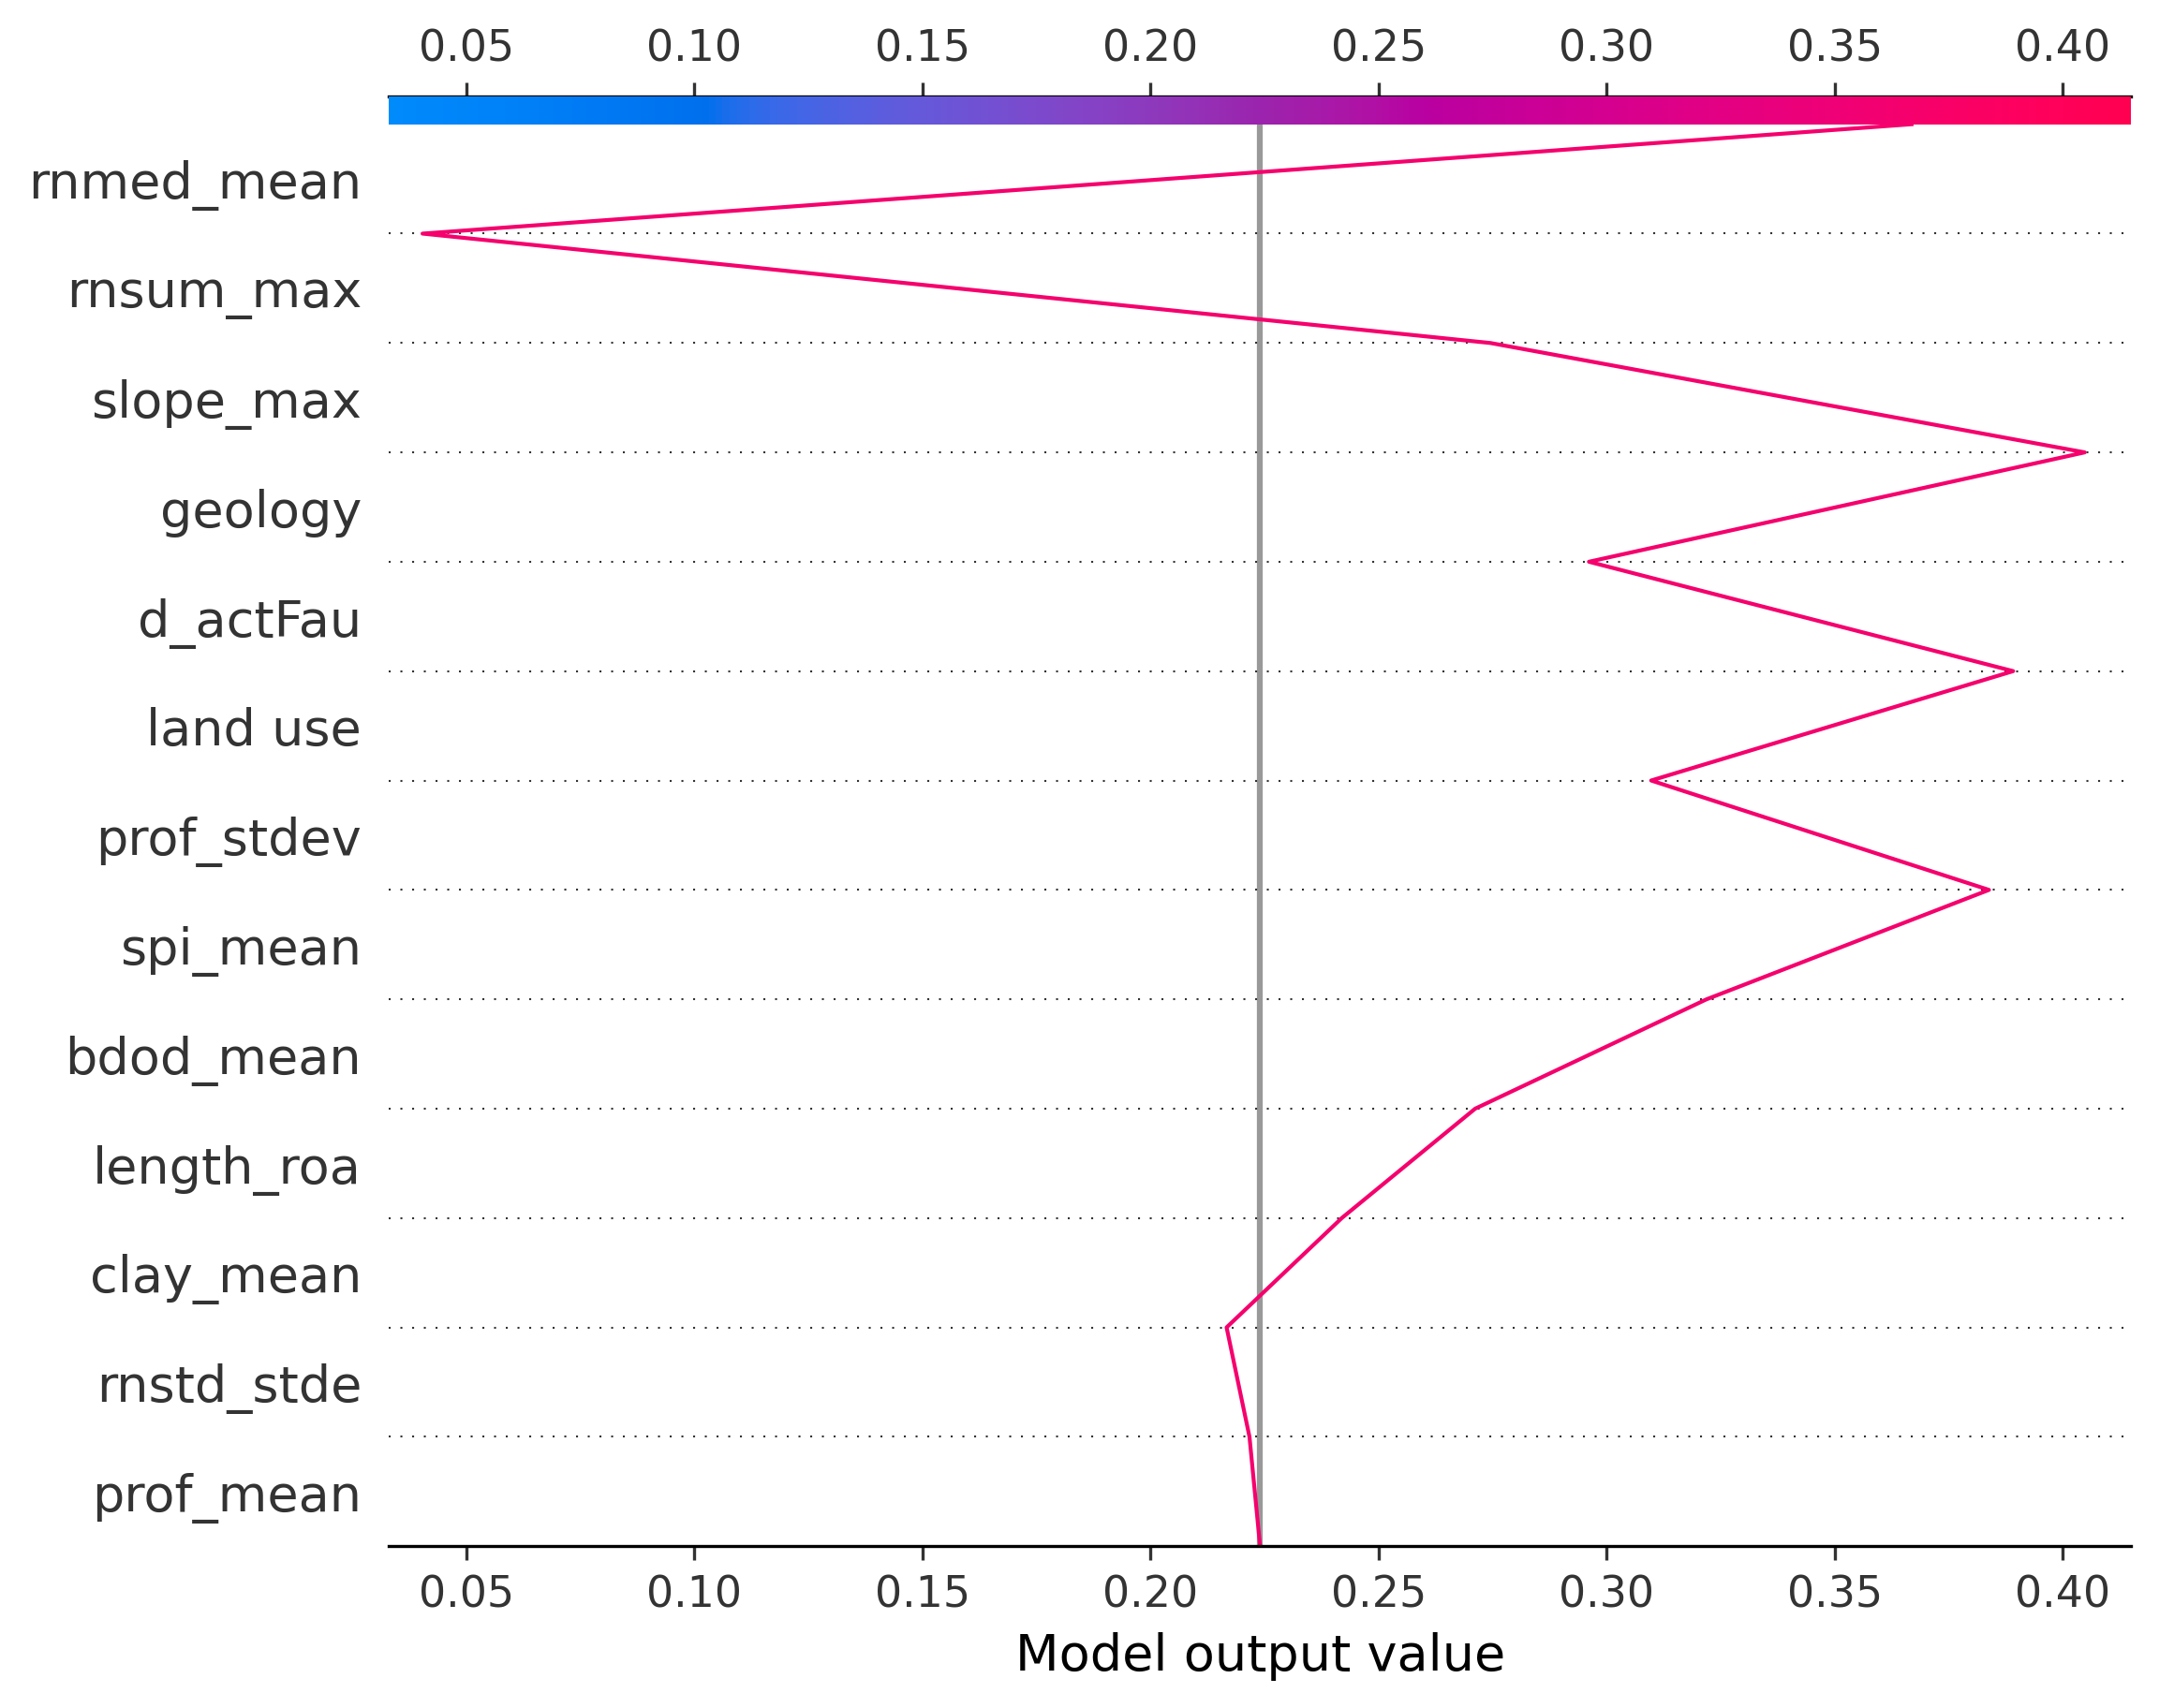 0.05 0.10 0.15 0.20 0.25 0.30 0.35 0.40
rnmed_mean
rnsum_max
slope_max
geology
d_actFau
land use
prof_stdev
spi_mean
bdod_mean
length_roa
clay_mean
rnstd_stde
prof_mean
0.05 0.10 0.15 0.20 0.25 0.30 0.35 0.40
Model output value